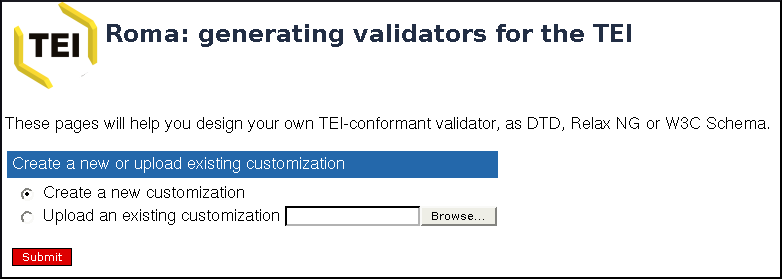 TEI
Roma: generating validators for the TEI
These pages will help you design your own TEI-conformant validator, as DTD, Relax NG or W3C Schema.
Create a new or upload existing customization
Create a new customization
Upload an existing customization Browse...
Submit